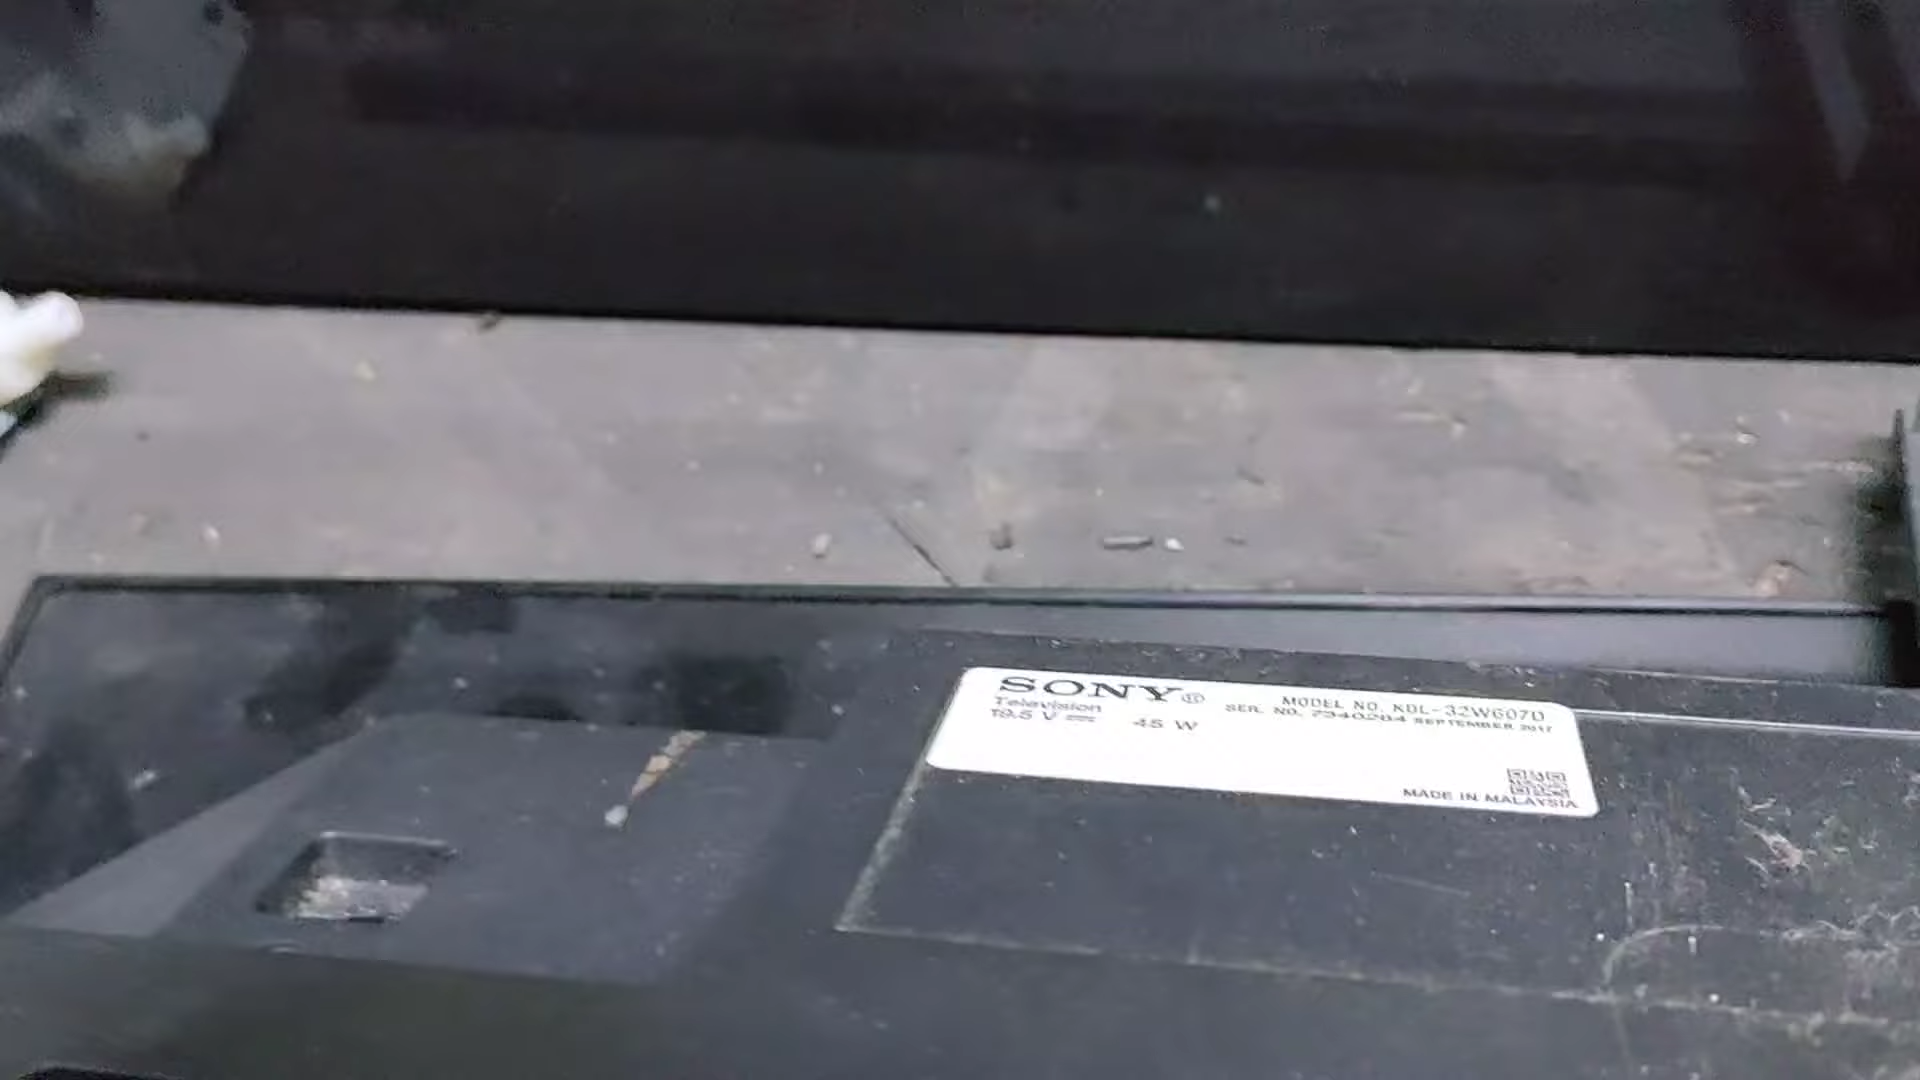 SONY®
Television
MODEL NO. KDL-32W607D
19.5 V ⎓ 45 W
SER. NO. 7340284 SEPTEMBER 2017
MADE IN MALAYSIA